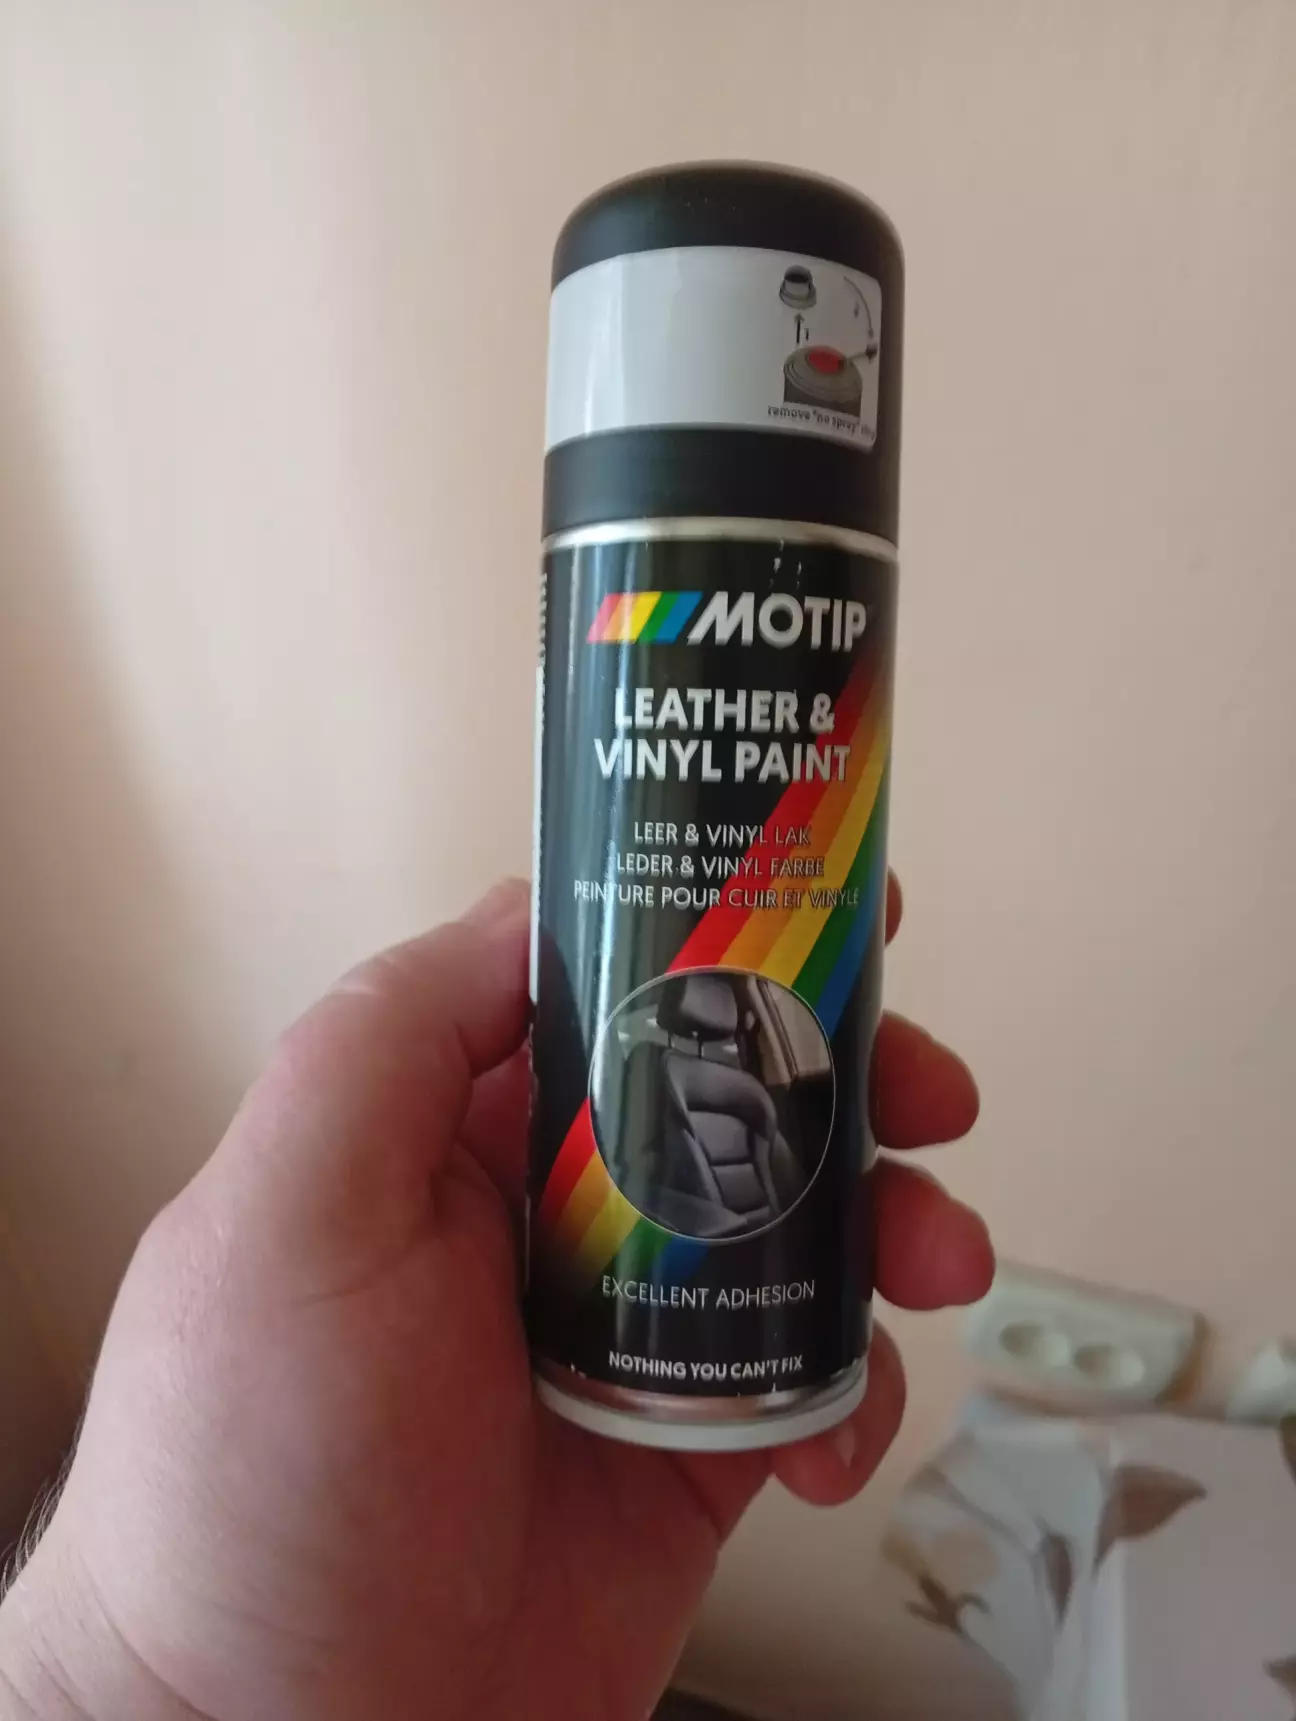 remove "no spray" ring
MOTIP
LEATHER &
VINYL PAINT
LEER & VINYL LAK
LEDER & VINYL FARBE
PEINTURE POUR CUIR ET VINYLE
EXCELLENT ADHESION
NOTHING YOU CAN'T FIX